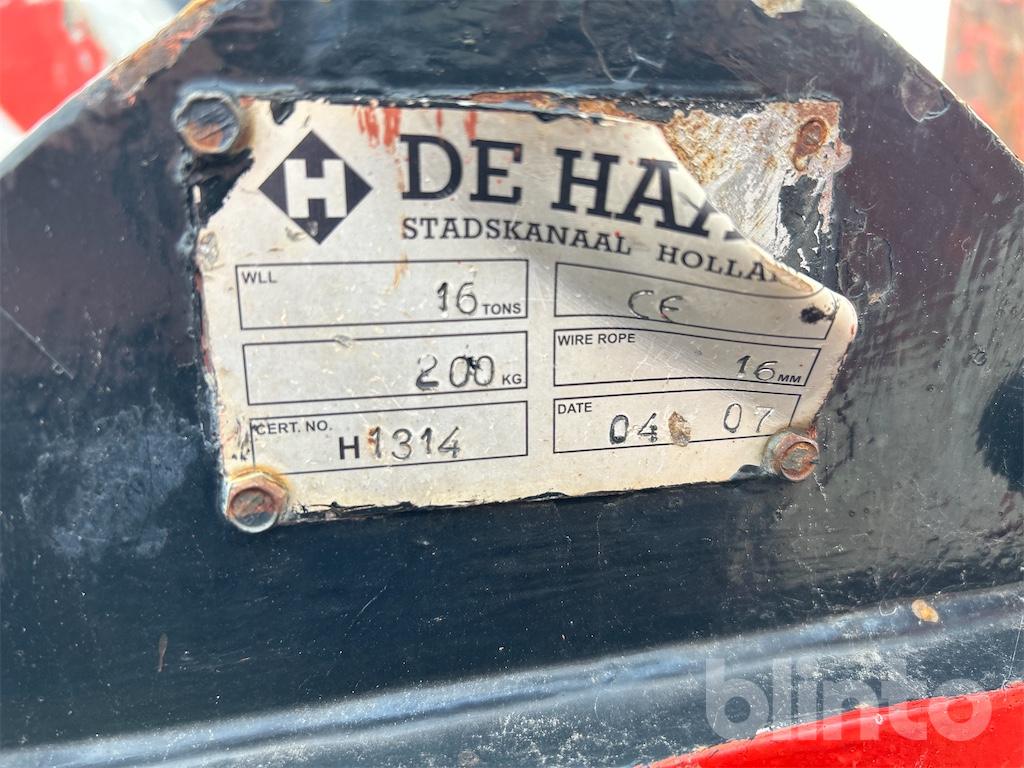 H
DE HA
STADSKANAAL HOLLA
WLL 16 TONS
CE
200 KG
WIRE ROPE 16 MM
CERT. NO. H1314
DATE 04 07
blinto